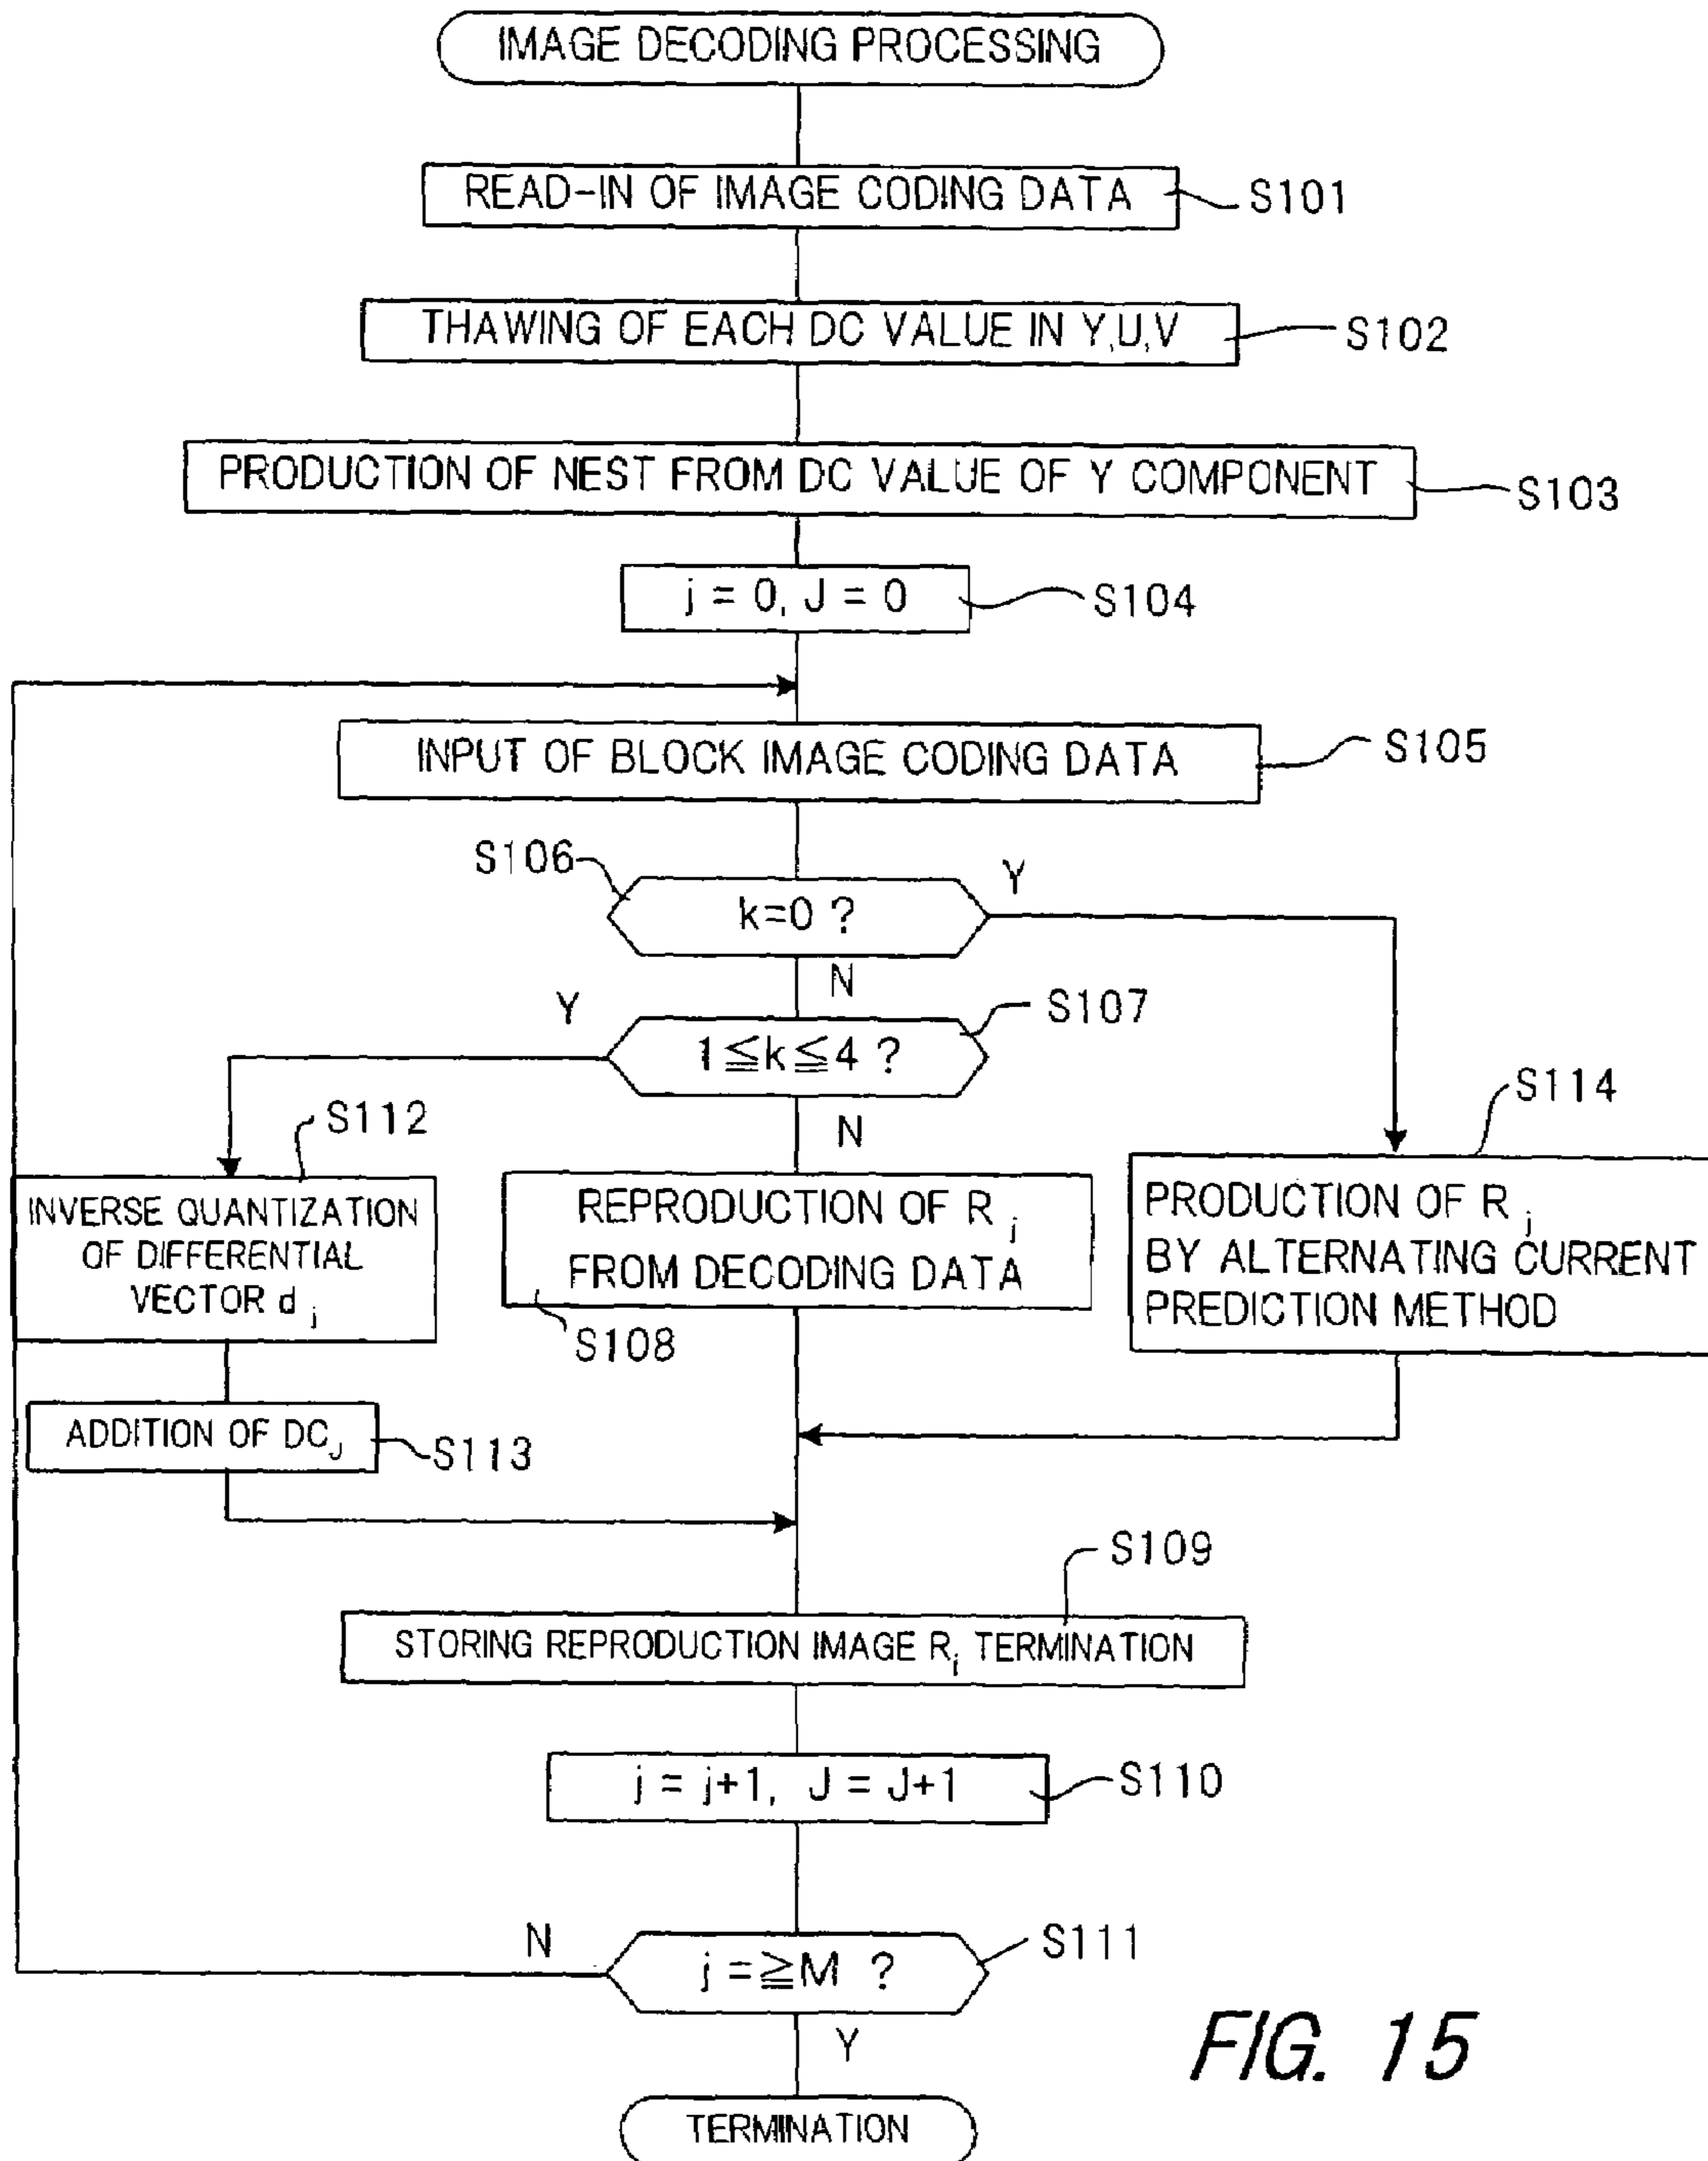 IMAGE DECODING PROCESSING
READ-IN OF IMAGE CODING DATA
S101
THAWING OF EACH DC VALUE IN Y,U,V
S102
PRODUCTION OF NEST FROM DC VALUE OF Y COMPONENT
S103
j = 0, J = 0
S104
INPUT OF BLOCK IMAGE CODING DATA
S105
S106
k=0 ?
Y
N
Y
1≦k≦4 ?
S107
N
S112
INVERSE QUANTIZATION
OF DIFFERENTIAL
VECTOR d j
REPRODUCTION OF R j
FROM DECODING DATA
S108
S114
PRODUCTION OF R j
BY ALTERNATING CURRENT
PREDICTION METHOD
ADDITION OF DC J
S113
S109
STORING REPRODUCTION IMAGE R j TERMINATION
j = j+1, J = J+1
S110
N
j = ≧M ?
S111
Y
TERMINATION
FIG. 15